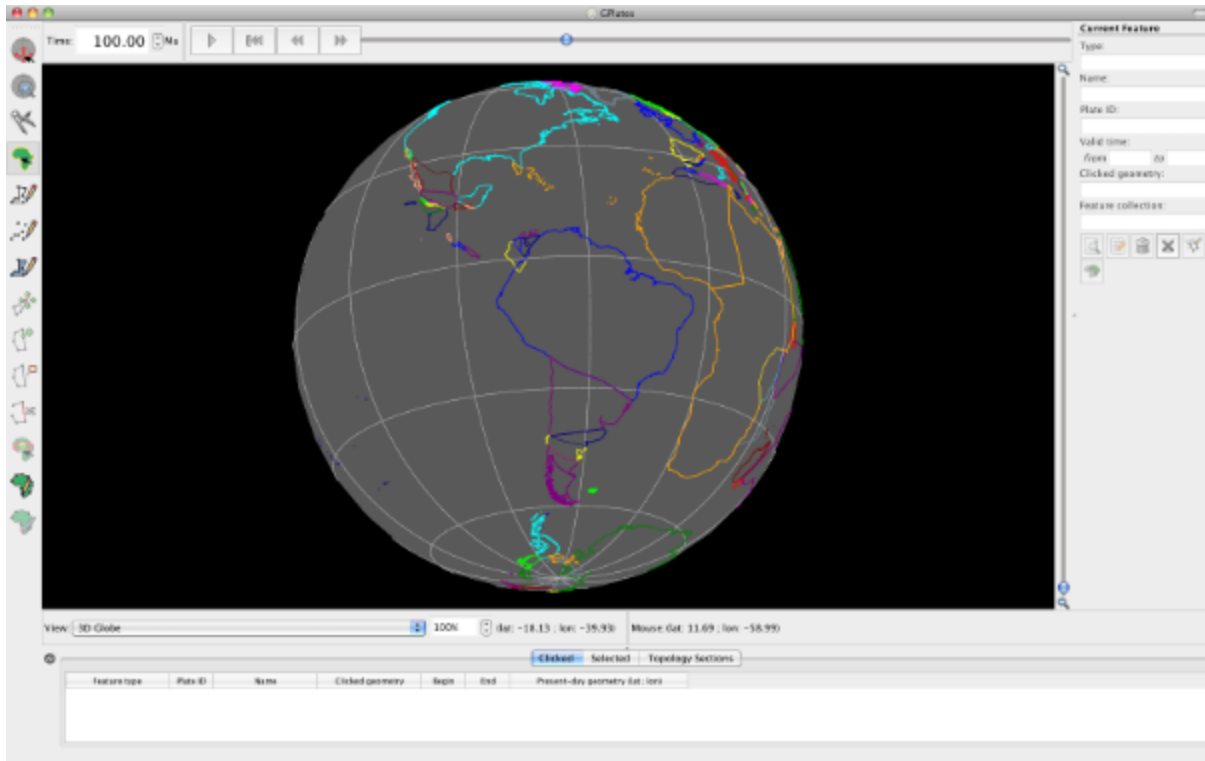 GPlates
Time: 100.00 Ma
Current Feature
Type:
Name:
Plate ID:
Valid time:
from to
Clicked geometry:
Feature collection:
View: 3D Globe 100% (lat: -18.13 ; lon: -39.93) Mouse (lat: 11.69 ; lon: -58.99)
Clicked Selected Topology Sections
Feature type Plate ID Name Clicked geometry Begin End Present-day geometry (lat; lon)